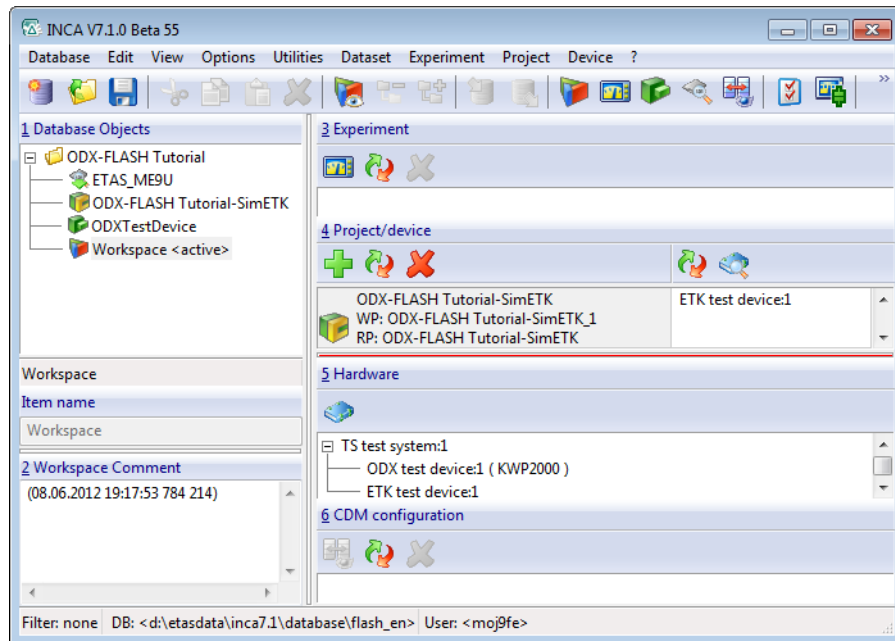 INCA V7.1.0 Beta 55
Database Edit View Options Utilities Dataset Experiment Project Device ?
1 Database Objects
ODX-FLASH Tutorial
ETAS_ME9U
ODX-FLASH Tutorial-SimETK
ODXTestDevice
Workspace <active>
Workspace
Item name
Workspace
2 Workspace Comment
(08.06.2012 19:17:53 784 214)
3 Experiment
4 Project/device
ODX-FLASH Tutorial-SimETK
WP: ODX-FLASH Tutorial-SimETK_1
RP: ODX-FLASH Tutorial-SimETK
ETK test device:1
5 Hardware
TS test system:1
ODX test device:1 ( KWP2000 )
ETK test device:1
6 CDM configuration
Filter: none DB: <d:\etasdata\inca7.1\database\flash_en> User: <moj9fe>